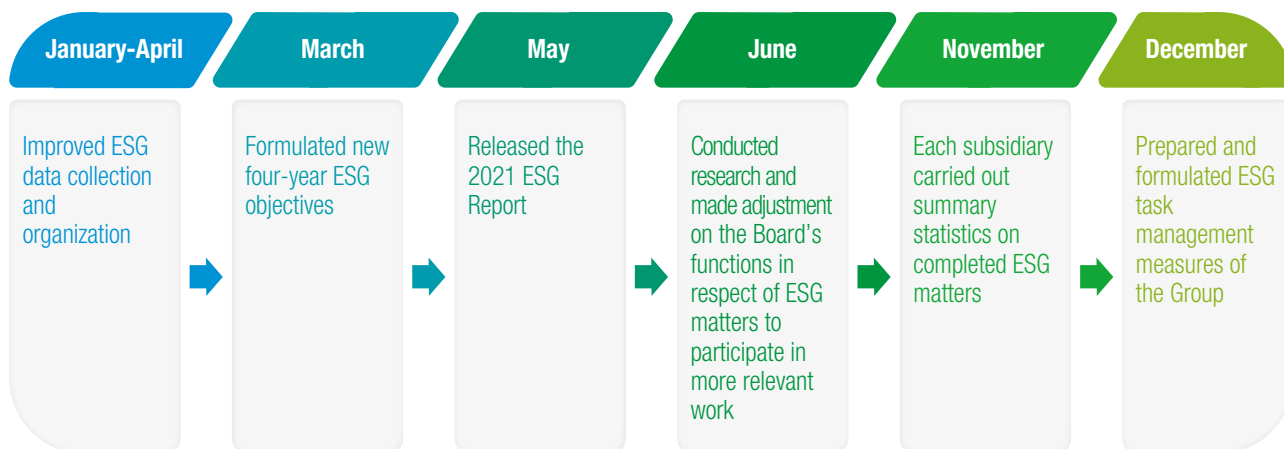 January-April
March
May
June
November
December
Improved ESG
data collection
and
organization
Formulated new
four-year ESG
objectives
Released the
2021 ESG
Report
Conducted
research and
made adjustment
on the Board's
functions in
respect of ESG
matters to
participate in
more relevant
work
Each subsidiary
carried out
summary
statistics on
completed ESG
matters
Prepared and
formulated ESG
task
management
measures of
the Group